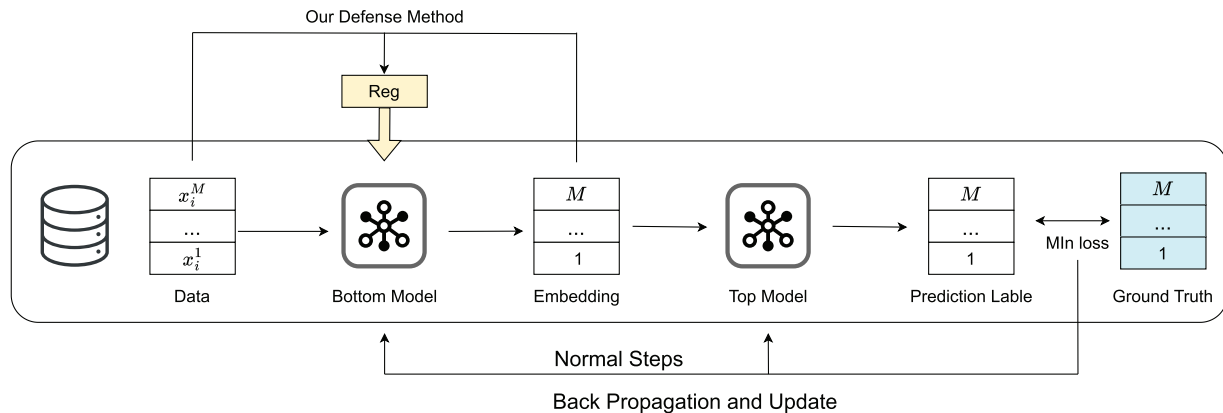 Our Defense Method
Reg
x_i^M
...
x_i^1
M
...
1
M
...
1
M
...
1
MIn loss
Data
Bottom Model
Embedding
Top Model
Prediction Lable
Ground Truth
Normal Steps
Back Propagation and Update